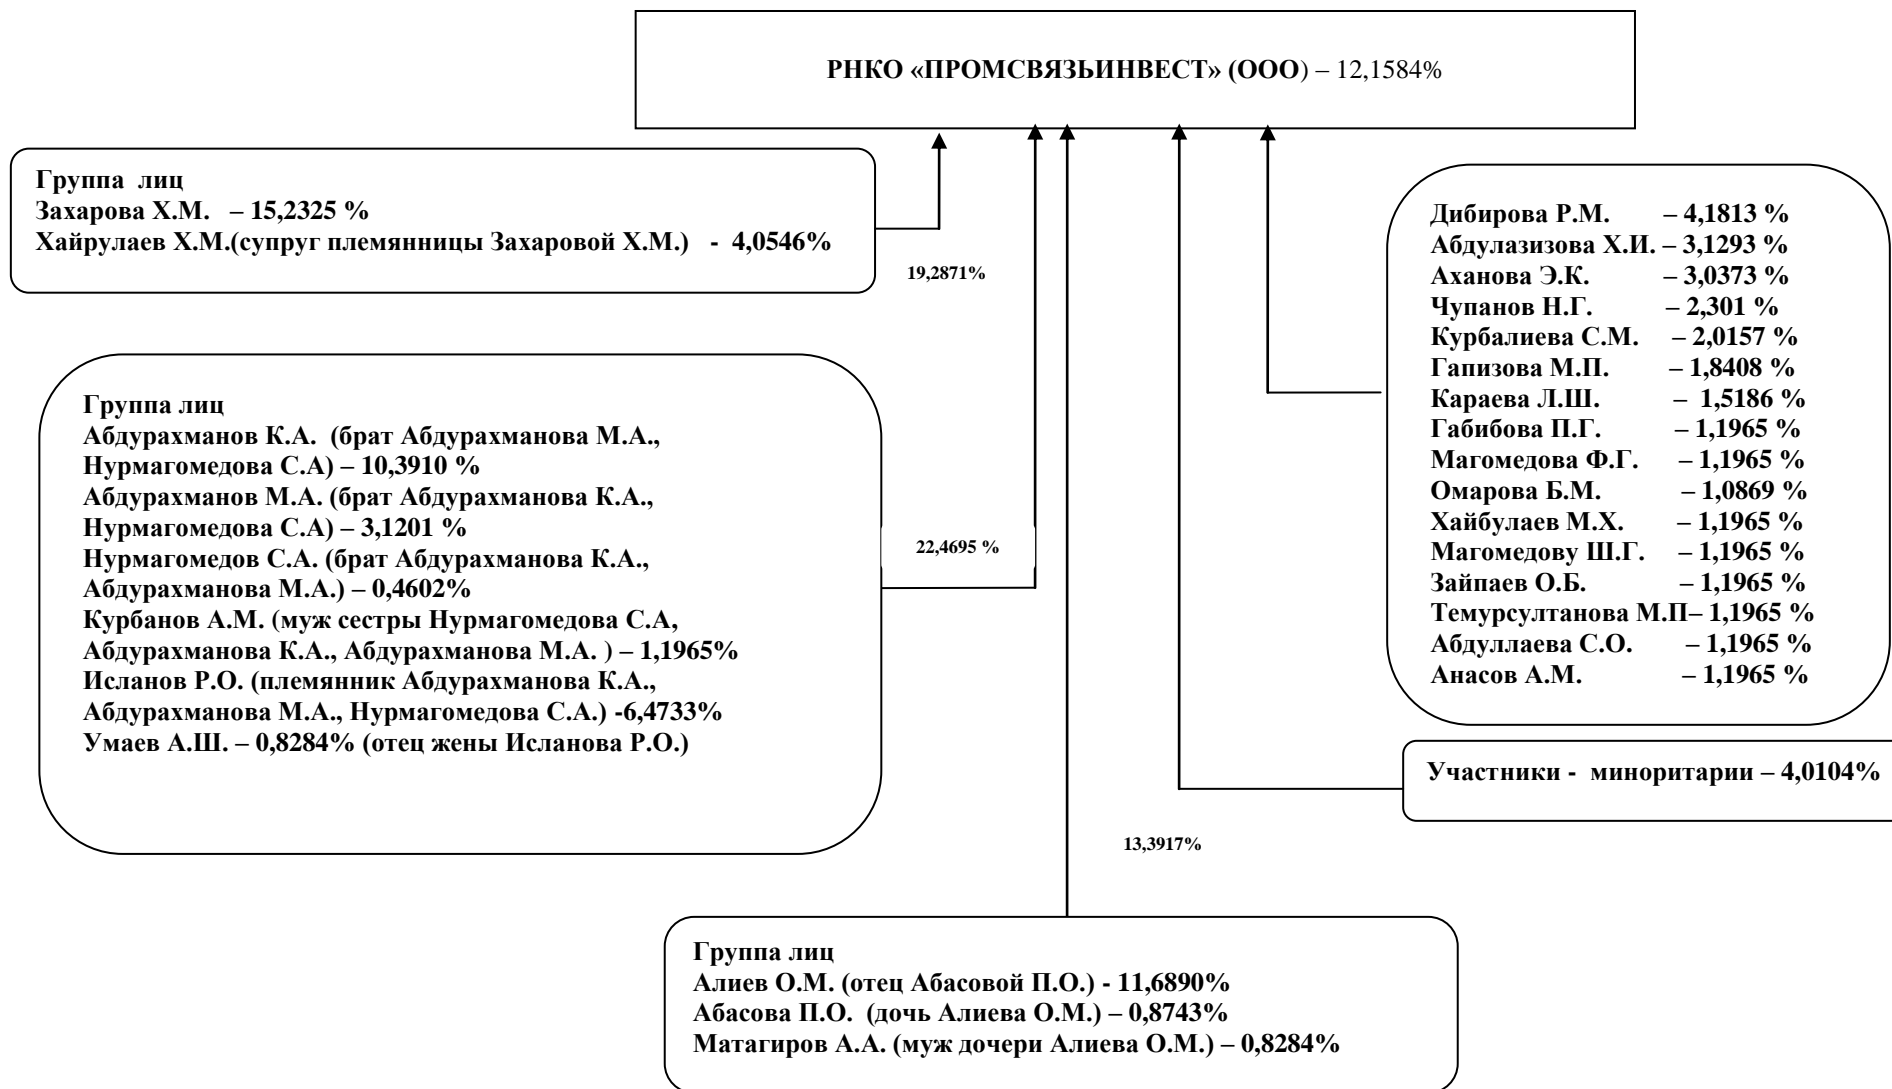 РНКО «ПРОМСВЯЗЬИНВЕСТ» (ООО) – 12,1584%
Группа лиц
Захарова Х.М. – 15,2325 %
Хайрулаев Х.М.(супруг племянницы Захаровой Х.М.) - 4,0546%
19,2871%
Группа лиц
Абдурахманов К.А. (брат Абдурахманова М.А.,
Нурмагомедова С.А) – 10,3910 %
Абдурахманов М.А. (брат Абдурахманова К.А.,
Нурмагомедова С.А) – 3,1201 %
Нурмагомедов С.А. (брат Абдурахманова К.А.,
Абдурахманова М.А.) – 0,4602%
Курбанов А.М. (муж сестры Нурмагомедова С.А,
Абдурахманова К.А., Абдурахманова М.А. ) – 1,1965%
Исланов Р.О. (племянник Абдурахманова К.А.,
Абдурахманова М.А., Нурмагомедова С.А.) -6,4733%
Умаев А.Ш. – 0,8284% (отец жены Исланова Р.О.)
22,4695 %
Дибирова Р.М. – 4,1813 %
Абдулазизова Х.И. – 3,1293 %
Аханова Э.К. – 3,0373 %
Чупанов Н.Г. – 2,301 %
Курбалиева С.М. – 2,0157 %
Гапизова М.П. – 1,8408 %
Караева Л.Ш. – 1,5186 %
Габибова П.Г. – 1,1965 %
Магомедова Ф.Г. – 1,1965 %
Омарова Б.М. – 1,0869 %
Хайбулаев М.Х. – 1,1965 %
Магомедову Ш.Г. – 1,1965 %
Зайпаев О.Б. – 1,1965 %
Темурсултанова М.П– 1,1965 %
Абдуллаева С.О. – 1,1965 %
Анасов А.М. – 1,1965 %
Участники - миноритарии – 4,0104%
13,3917%
Группа лиц
Алиев О.М. (отец Абасовой П.О.) - 11,6890%
Абасова П.О. (дочь Алиева О.М.) – 0,8743%
Матагиров А.А. (муж дочери Алиева О.М.) – 0,8284%